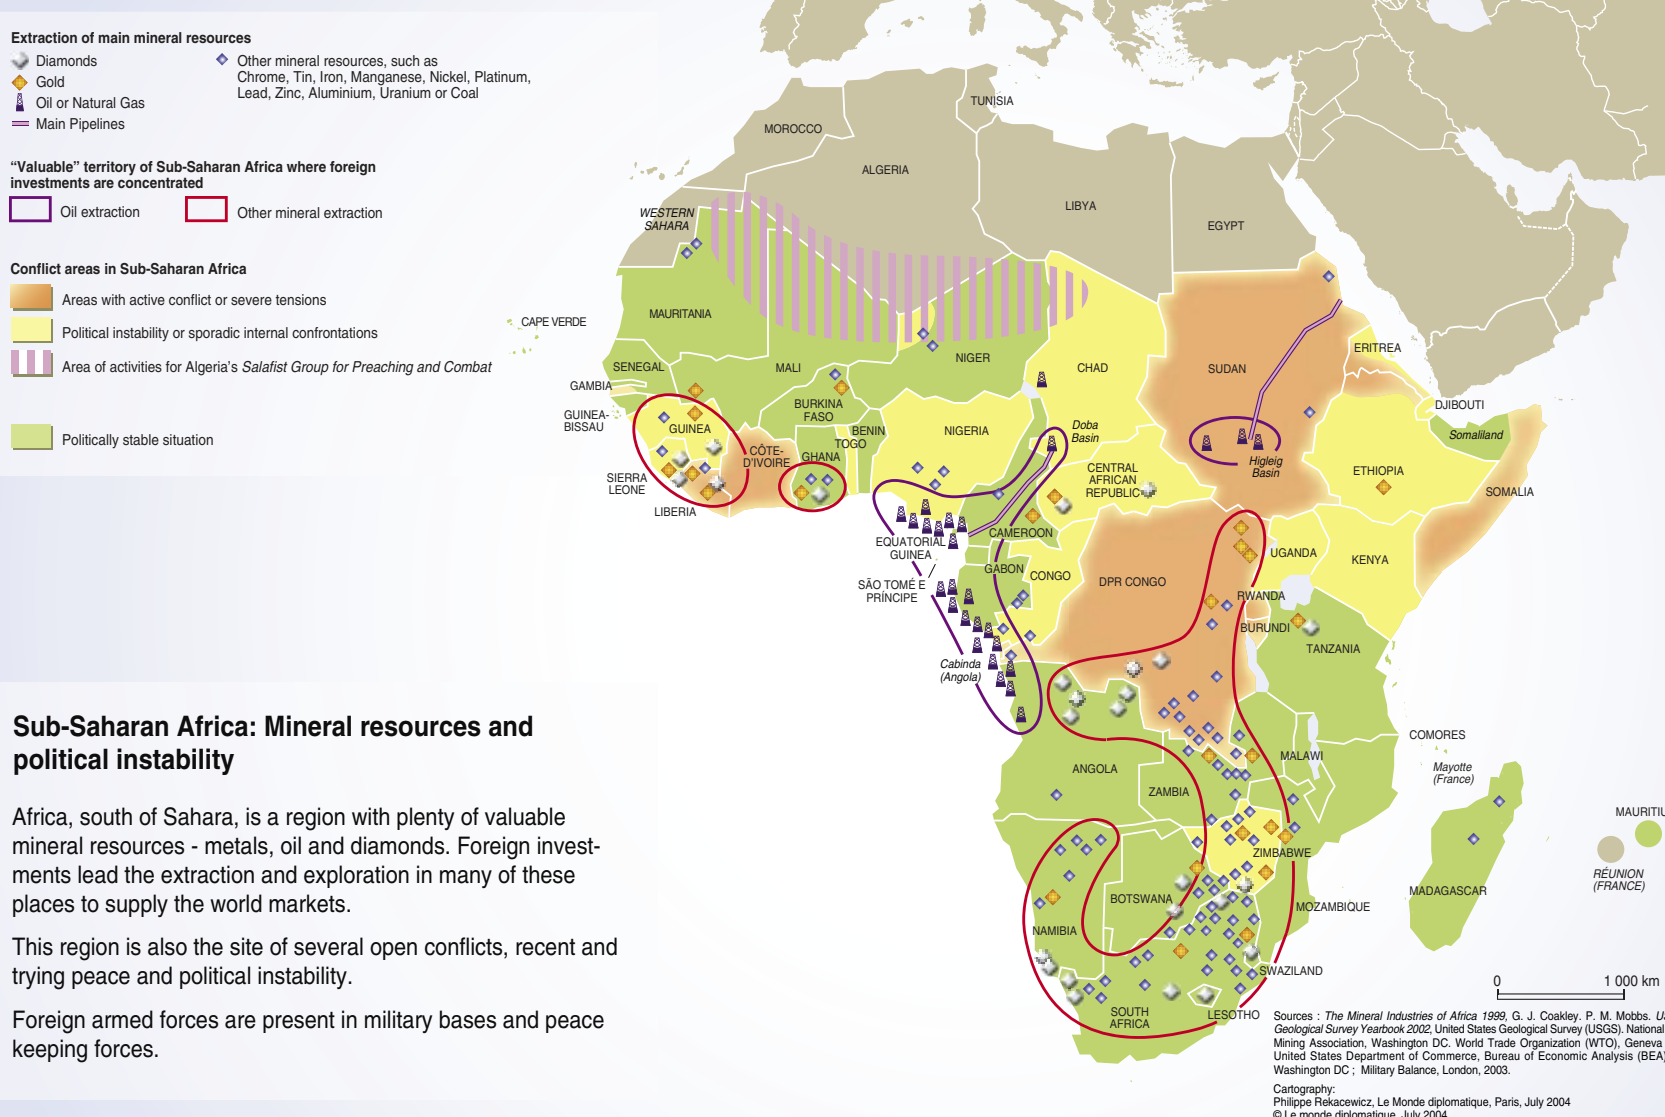 Extraction of main mineral resources
Diamonds
Gold
Oil or Natural Gas
Main Pipelines
Other mineral resources, such as
Chrome, Tin, Iron, Manganese, Nickel, Platinum,
Lead, Zinc, Aluminium, Uranium or Coal
“Valuable” territory of Sub-Saharan Africa where foreign
investments are concentrated
Oil extraction
Other mineral extraction
Conflict areas in Sub-Saharan Africa
Areas with active conflict or severe tensions
Political instability or sporadic internal confrontations
Area of activities for Algeria's Salafist Group for Preaching and Combat
Politically stable situation
Sub-Saharan Africa: Mineral resources and
political instability
Africa, south of Sahara, is a region with plenty of valuable
mineral resources - metals, oil and diamonds. Foreign invest-
ments lead the extraction and exploration in many of these
places to supply the world markets.
This region is also the site of several open conflicts, recent and
trying peace and political instability.
Foreign armed forces are present in military bases and peace
keeping forces.
TUNISIA
MOROCCO
ALGERIA
LIBYA
EGYPT
WESTERN
SAHARA
CAPE VERDE
MAURITANIA
MALI
NIGER
CHAD
SUDAN
ERITREA
DJIBOUTI
Somaliland
SENEGAL
GAMBIA
GUINEA-
BISSAU
GUINEA
SIERRA
LEONE
LIBERIA
CÔTE-
D'IVOIRE
BURKINA
FASO
GHANA
TOGO
BENIN
NIGERIA
Doba
Basin
CENTRAL
AFRICAN
REPUBLIC
Higleig
Basin
ETHIOPIA
SOMALIA
CAMEROON
EQUATORIAL
GUINEA
SÃO TOMÉ E
PRÍNCIPE
GABON
CONGO
DPR CONGO
UGANDA
KENYA
RWANDA
BURUNDI
TANZANIA
Cabinda
(Angola)
ANGOLA
ZAMBIA
MALAWI
COMORES
Mayotte
(France)
ZIMBABWE
MOZAMBIQUE
MADAGASCAR
MAURITIU
RÉUNION
(FRANCE)
BOTSWANA
NAMIBIA
SWAZILAND
LESOTHO
SOUTH
AFRICA
0 1 000 km
Sources : The Mineral Industries of Africa 1999, G. J. Coakley. P. M. Mobbs. U
Geological Survey Yearbook 2002, United States Geological Survey (USGS). National
Mining Association, Washington DC. World Trade Organization (WTO), Geneva
United States Department of Commerce, Bureau of Economic Analysis (BEA)
Washington DC ; Military Balance, London, 2003.
Cartography:
Philippe Rekacewicz, Le Monde diplomatique, Paris, July 2004
© Le monde diplomatique, July 2004